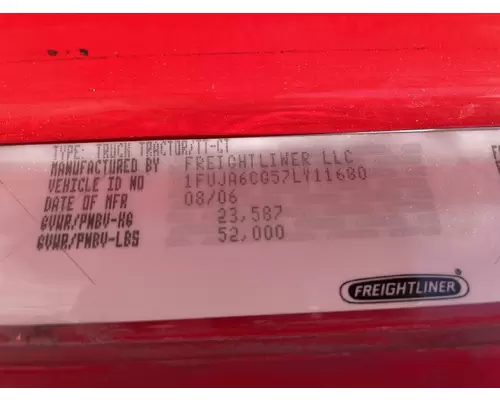 TYPE: TRUCK TRACTOR/TT-CT
MANUFACTURED BY FREIGHTLINER LLC
VEHICLE ID NO 1FUJA6CG57LY11680
DATE OF MFR 08/06
GVWR/PNBV-KG 23,587
GVWR/PNBV-LBS 52,000
FREIGHTLINER